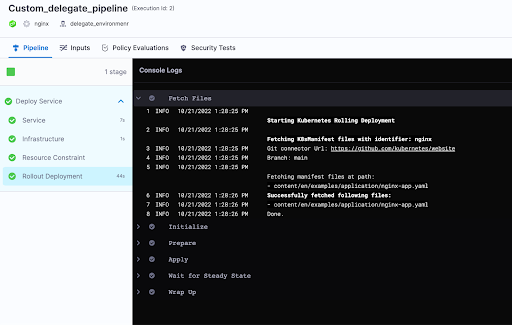 Custom_delegate_pipeline (Execution Id: 2)
nginx delegate_environmenr
Pipeline Inputs Policy Evaluations Security Tests
1 stage
Console Logs
Deploy Service
Service 7s
Infrastructure 1s
Resource Constraint
Rollout Deployment 44s
Fetch Files
1 INFO 10/21/2022 1:28:25 PM
Starting Kubernetes Rolling Deployment
2 INFO 10/21/2022 1:28:25 PM
Fetching K8sManifest files with identifier: nginx
3 INFO 10/21/2022 1:28:25 PM Git connector Url: https://github.com/kubernetes/website
4 INFO 10/21/2022 1:28:25 PM Branch: main
5 INFO 10/21/2022 1:28:25 PM
Fetching manifest files at path:
- content/en/examples/application/nginx-app.yaml
6 INFO 10/21/2022 1:28:26 PM Successfully fetched following files:
7 INFO 10/21/2022 1:28:26 PM - content/en/examples/application/nginx-app.yaml
8 INFO 10/21/2022 1:28:26 PM Done.
Initialize
Prepare
Apply
Wait for Steady State
Wrap Up